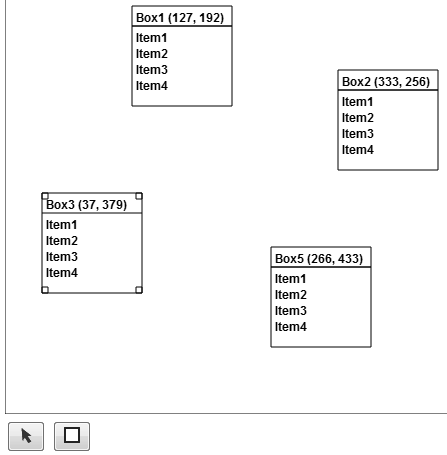 Box1 (127, 192)
Item1
Item2
Item3
Item4
Box2 (333, 256)
Item1
Item2
Item3
Item4
Box3 (37, 379)
Item1
Item2
Item3
Item4
Box5 (266, 433)
Item1
Item2
Item3
Item4